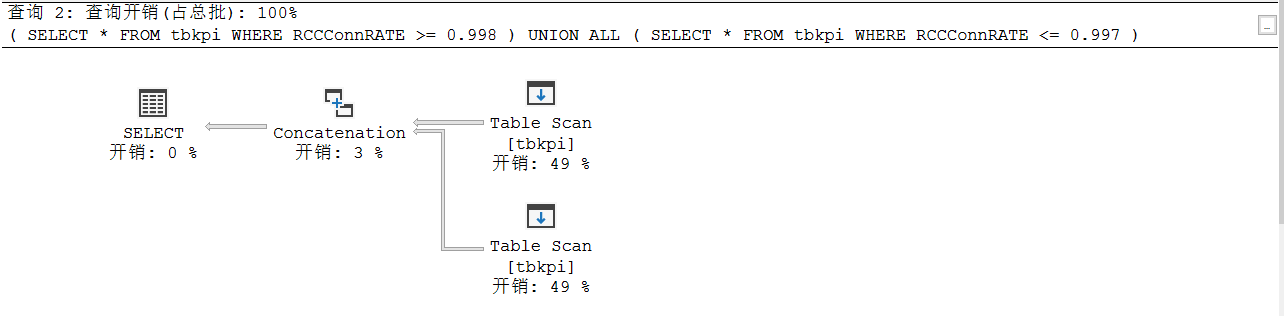 查询 2: 查询开销(占总批): 100%
( SELECT * FROM tbkpi WHERE RCCConnRATE >= 0.998 ) UNION ALL ( SELECT * FROM tbkpi WHERE RCCConnRATE <= 0.997 )
SELECT
开销: 0 %
Concatenation
开销: 3 %
Table Scan
[tbkpi]
开销: 49 %
Table Scan
[tbkpi]
开销: 49 %